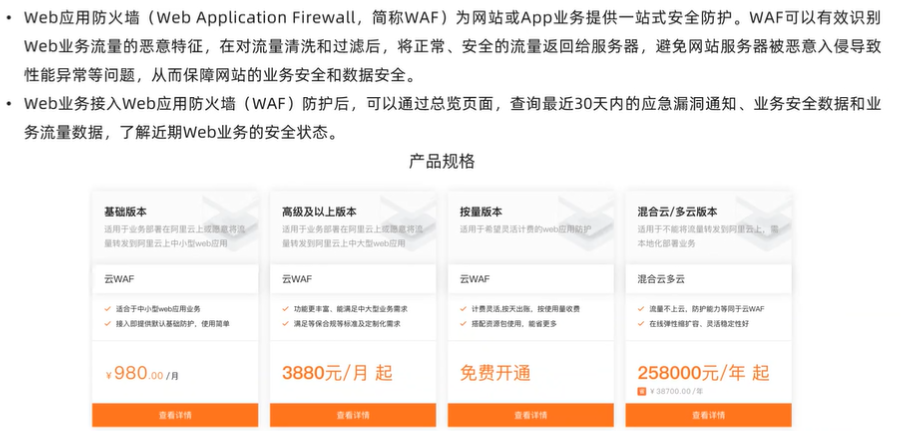 • Web应用防火墙（Web Application Firewall，简称WAF）为网站或App业务提供一站式安全防护。WAF可以有效识别
Web业务流量的恶意特征，在对流量清洗和过滤后，将正常、安全的流量返回给服务器，避免网站服务器被恶意入侵导致
性能异常等问题，从而保障网站的业务安全和数据安全。
• Web业务接入Web应用防火墙（WAF）防护后，可以通过总览页面，查询最近30天内的应急漏洞通知、业务安全数据和业
务流量数据，了解近期Web业务的安全状态。
产品规格
基础版本
适用于业务部署在阿里云上或愿意将流
量转发到阿里云上中小型web应用
云WAF
适合于中小型web应用业务
接入即提供默认基础防护、使用简单
¥980.00 /月
查看详情
高级及以上版本
适用于业务部署在阿里云上或愿意将流
量转发到阿里云上中大型web应用
云WAF
功能更丰富、能满足中大型业务需求
满足等保合规等标准及定制化需求
3880元/月 起
查看详情
按量版本
适用于希望灵活计费的web应用防护
云WAF
计费灵活,按天出账、按使用量收费
搭配资源包使用、能省更多
免费开通
查看详情
混合云/多云版本
适用于不能将流量转发到阿里云上，需
本地化部署业务
混合云多云
流量不上云、防护能力等同于云WAF
在线弹性缩扩容、灵活稳定性好
258000元/年 起
¥38700.00/年
查看详情